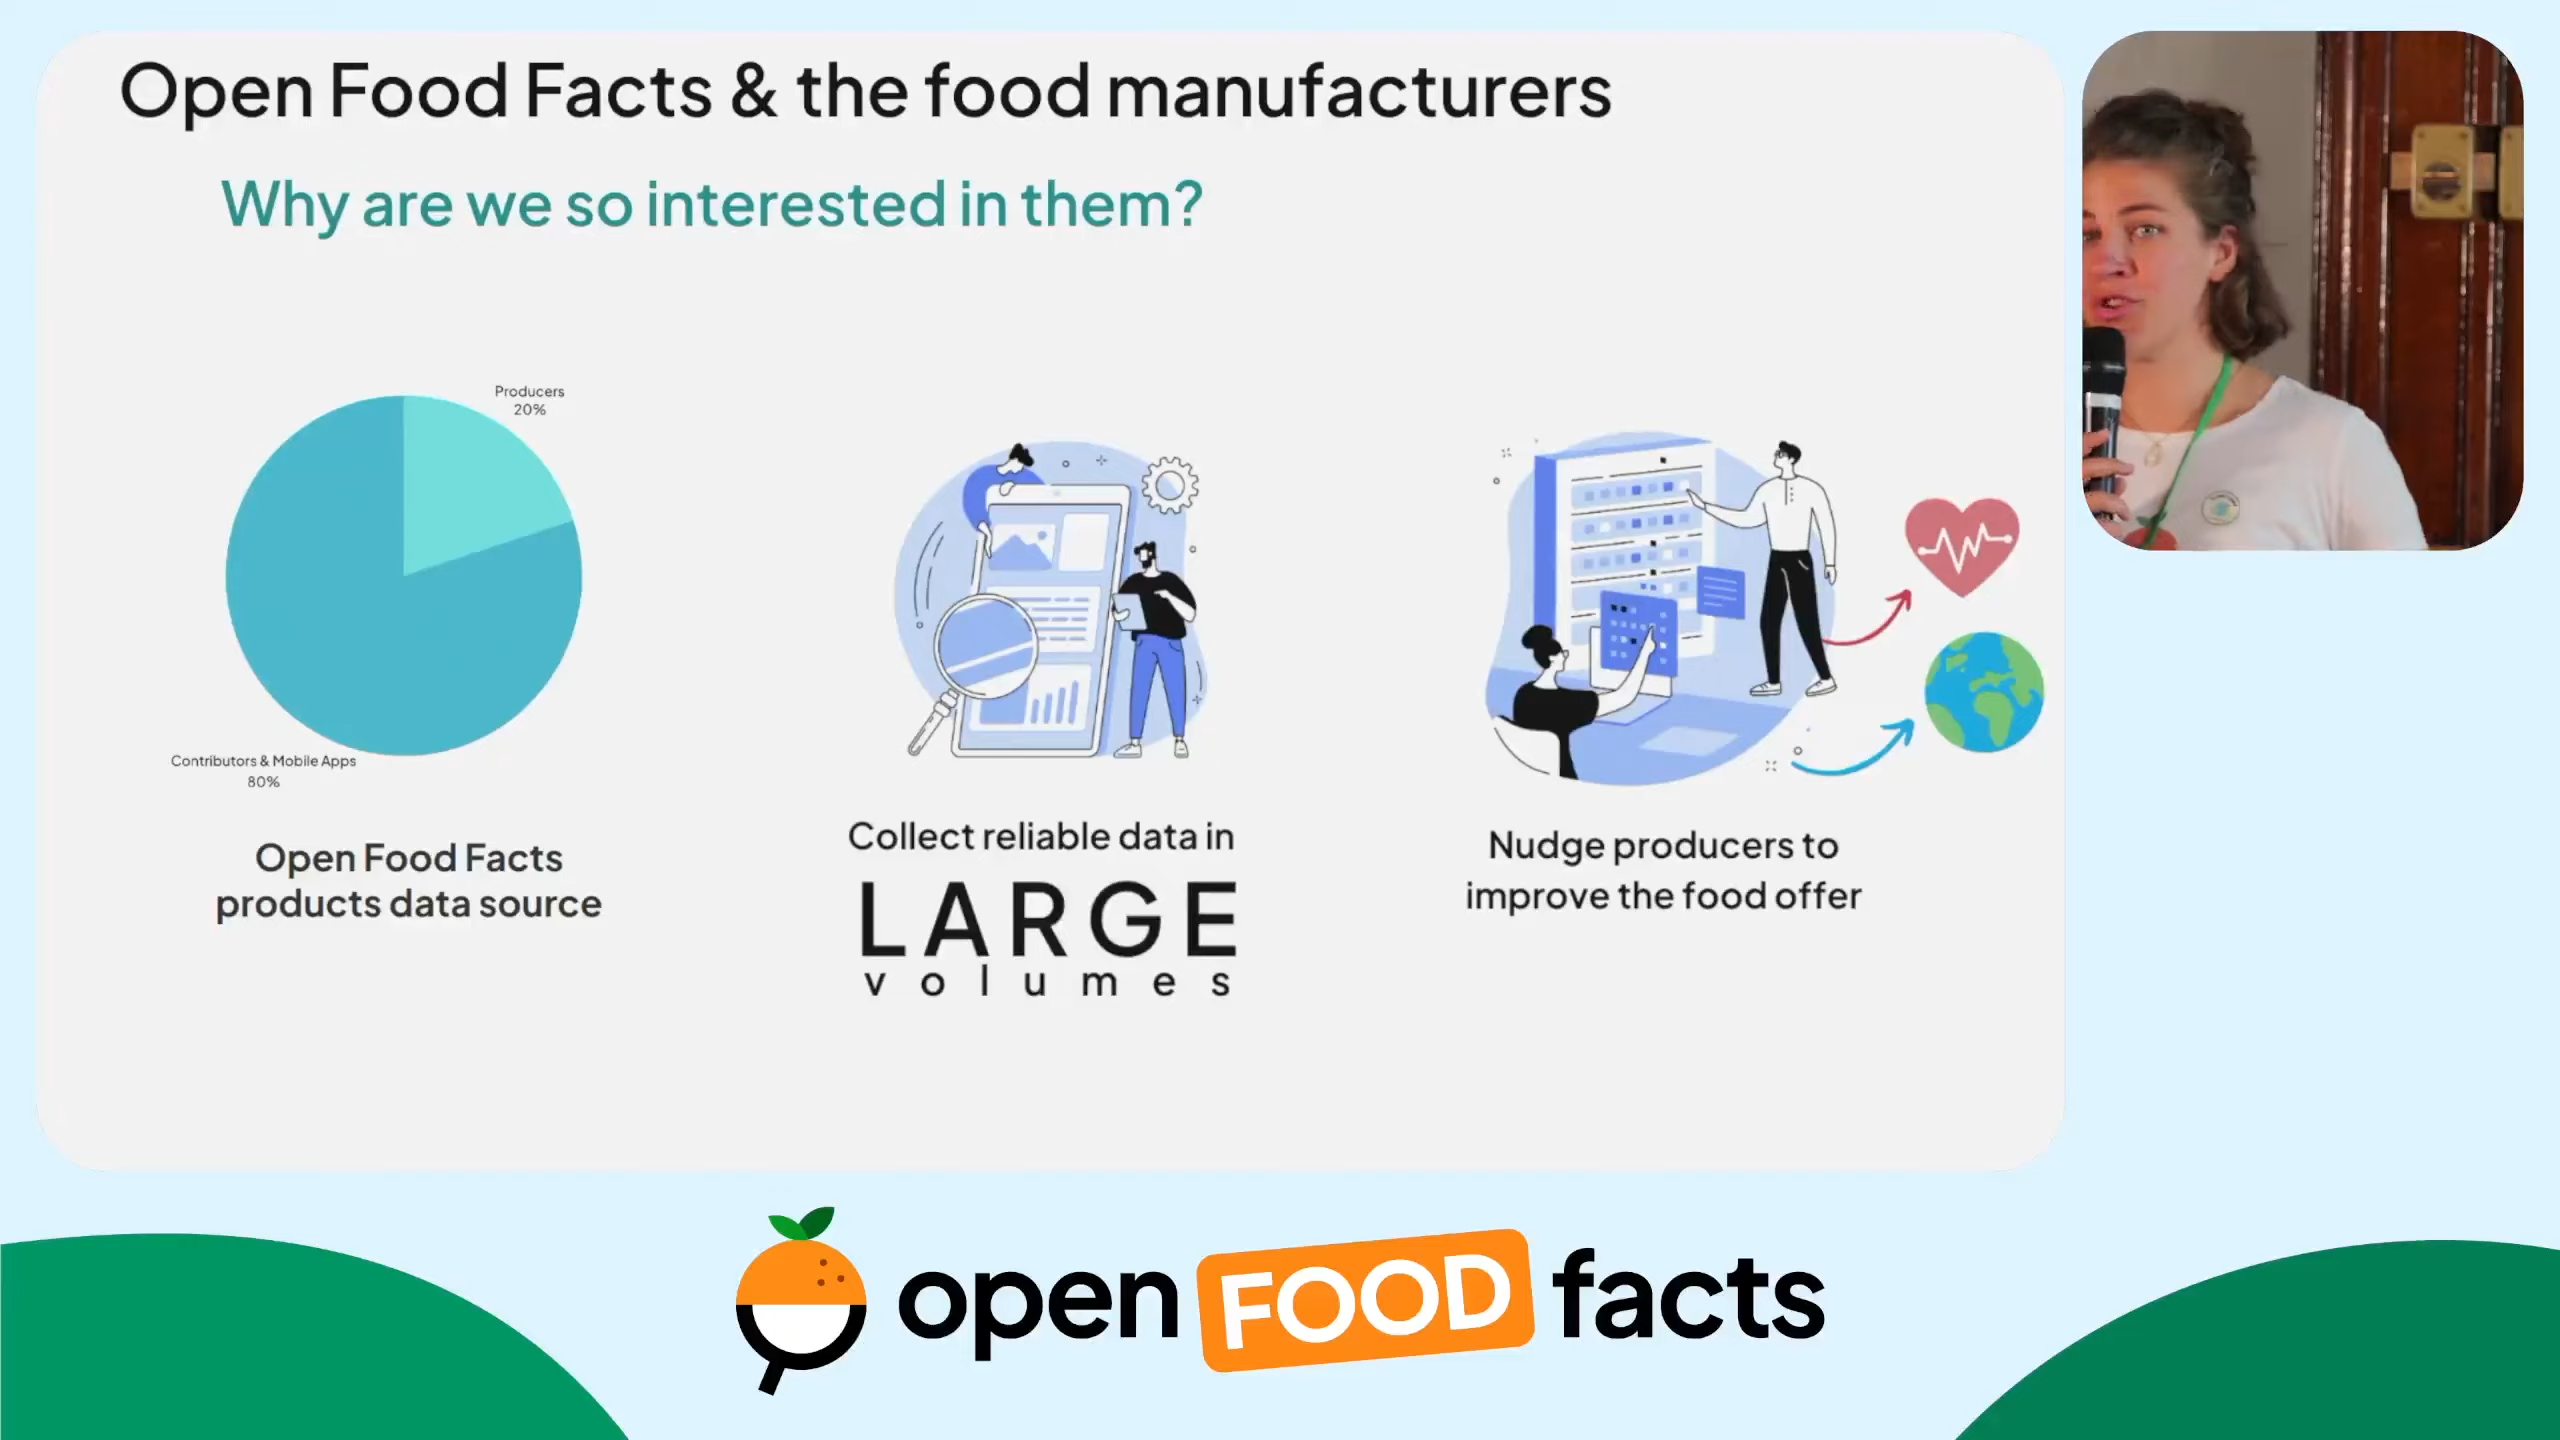 Open Food Facts & the food manufacturers
Why are we so interested in them?
Producers
20%
Contributors & Mobile Apps
80%
Open Food Facts
products data source
Collect reliable data in
LARGE
volumes
Nudge producers to
improve the food offer
open FOOD facts